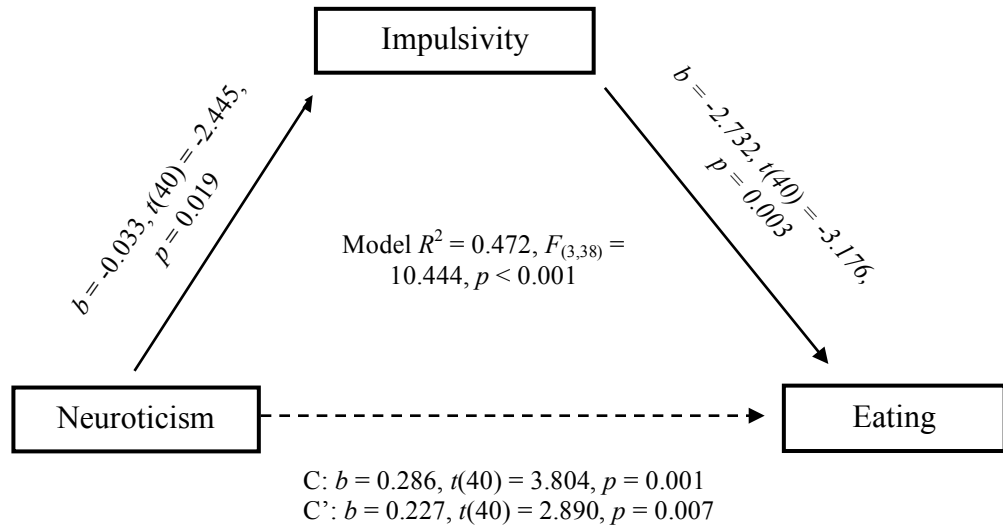 Impulsivity
b = -0.033, t(40) = -2.445,
p = 0.019
b = -2.732, t(40) = -3.176,
p = 0.003
Model R² = 0.472, F(3,38) =
10.444, p < 0.001
Neuroticism
Eating
C: b = 0.286, t(40) = 3.804, p = 0.001
C’: b = 0.227, t(40) = 2.890, p = 0.007